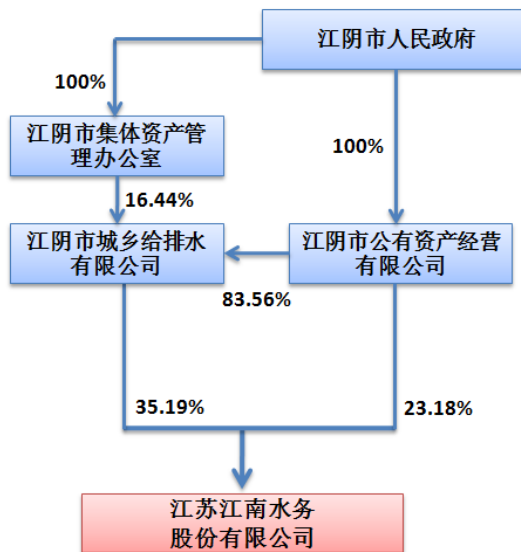 江阴市人民政府
100%
江阴市集体资产管
理办公室
100%
16.44%
江阴市城乡给排水
有限公司
江阴市公有资产经营
有限公司
83.56%
35.19%
23.18%
江苏江南水务
股份有限公司